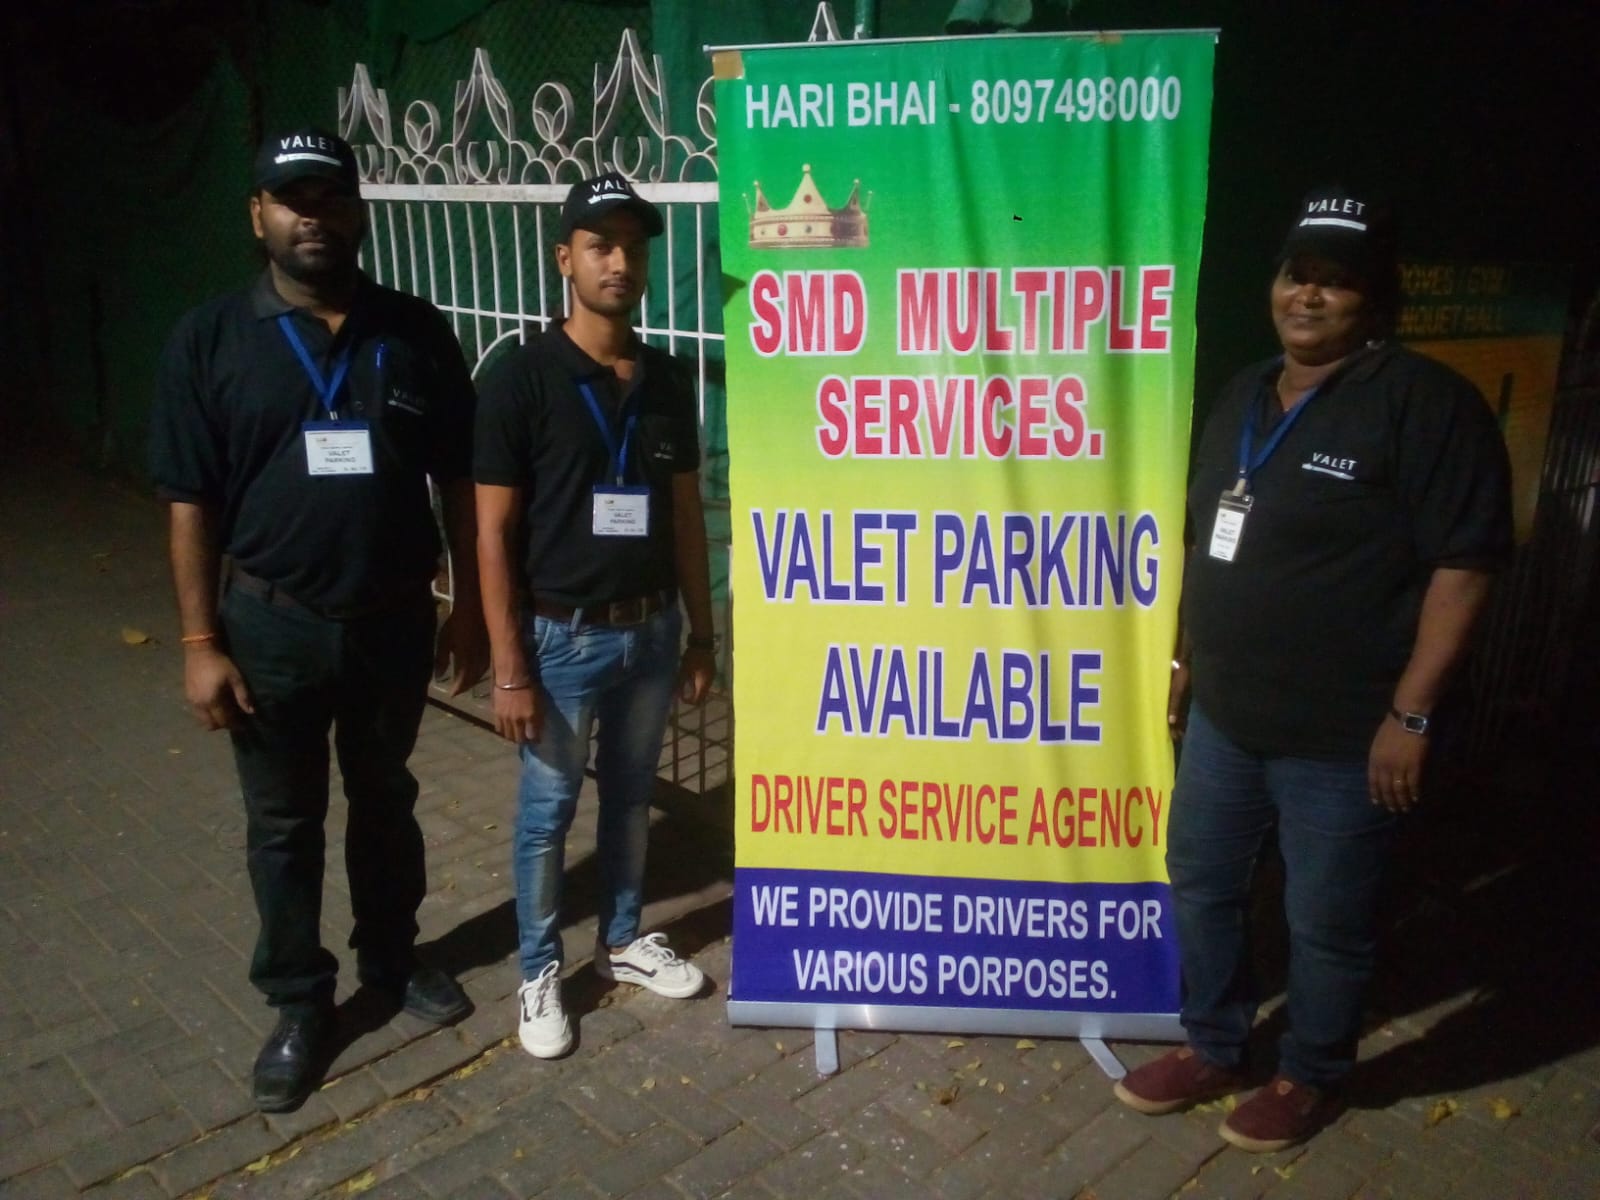 HARI BHAI - 8097498000
SMD MULTIPLE
SERVICES.
VALET PARKING
AVAILABLE
DRIVER SERVICE AGENCY
WE PROVIDE DRIVERS FOR
VARIOUS PORPOSES.
VALET
VALET
VALET
PARKING
VALET
PARKING
VALET
VALET
VALET
PARKING